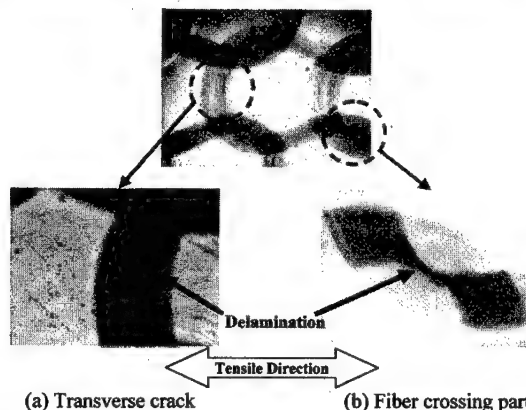 Delamination
Tensile Direction
(a) Transverse crack
(b) Fiber crossing part